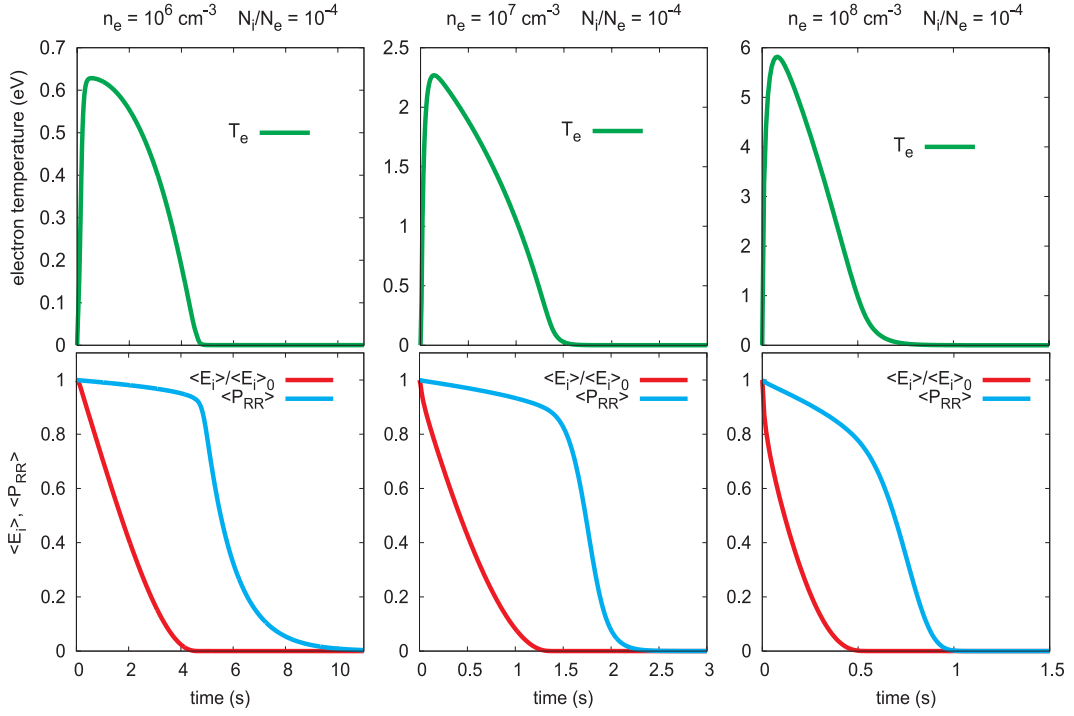 n_e = 10^6 cm^-3 N_i/N_e = 10^-4
n_e = 10^7 cm^-3 N_i/N_e = 10^-4
n_e = 10^8 cm^-3 N_i/N_e = 10^-4
electron temperature (eV)
0.7
0.6
0.5
0.4
0.3
0.2
0.1
0
T_e
2.5
2
1.5
1
0.5
0
T_e
6
5
4
3
2
1
0
T_e
<E_i>, <P_RR>
1
0.8
0.6
0.4
0.2
0
<E_i>/<E_i>_0
<P_RR>
0 2 4 6 8 10
time (s)
<E_i>/<E_i>_0
<P_RR>
0 0.5 1 1.5 2 2.5 3
time (s)
<E_i>/<E_i>_0
<P_RR>
0 0.5 1 1.5
time (s)